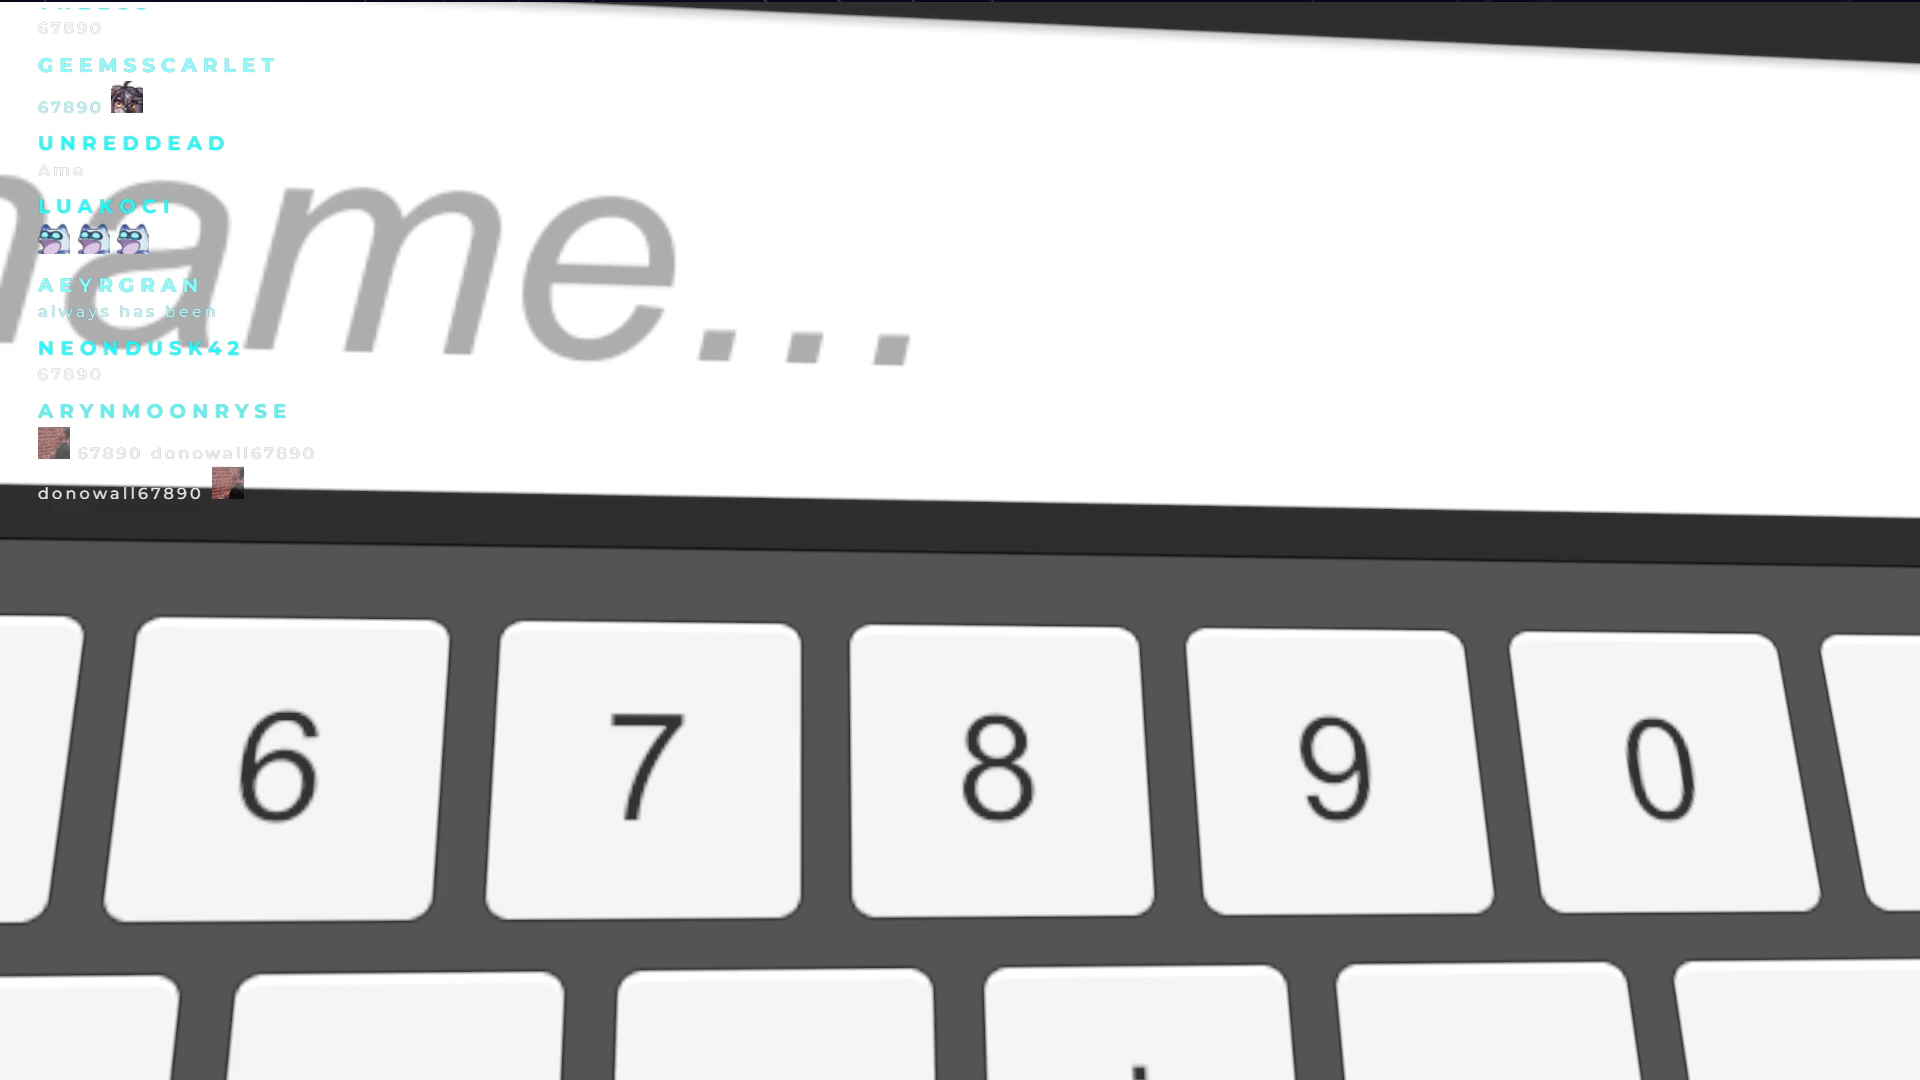 67890
GEEMSSCARLET
67890
UNREDDEAD
Ame
LUAKOCI
AEYRGRAN
always has been
NEONDUSK42
67890
ARYNMOONRYSE
67890 donowall67890
donowall67890
name...
6 7 8 9 0